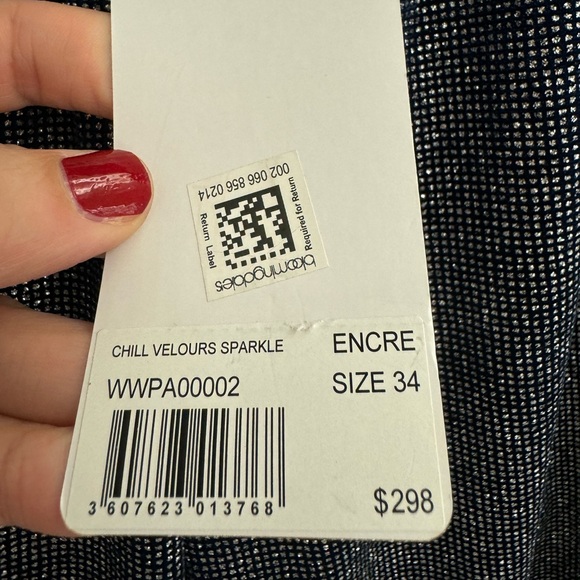 002 066 856 0214
Required for Return
Return Label
bloomingdales
CHILL VELOURS SPARKLE
ENCRE
WWPA00002
SIZE 34
3 607623 013768
$298